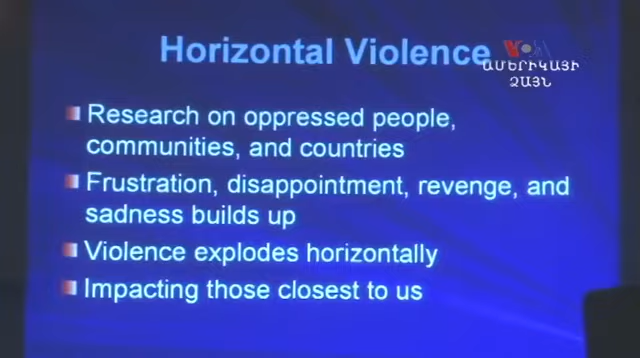 Horizontal Violence
VOA
ԱՄԵՐԻԿԱՅԻ
ՁԱՅՆ
Research on oppressed people,
communities, and countries
Frustration, disappointment, revenge, and
sadness builds up
Violence explodes horizontally
Impacting those closest to us